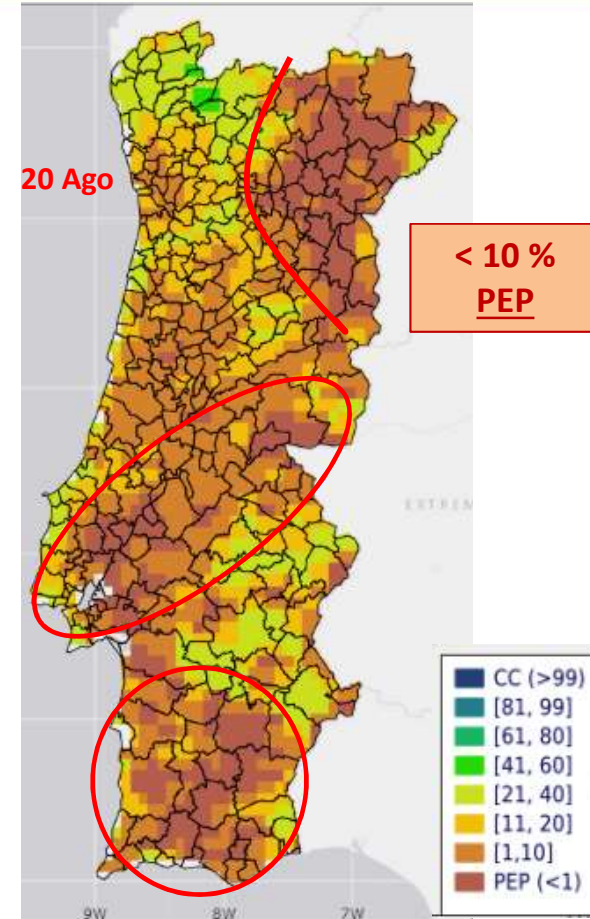 20 Ago
< 10 %
PEP
EXTREM
CC (>99)
[81, 99]
[61, 80]
[41, 60]
[21, 40]
[11, 20]
[1,10]
PEP (<1)
9W
8W
7W